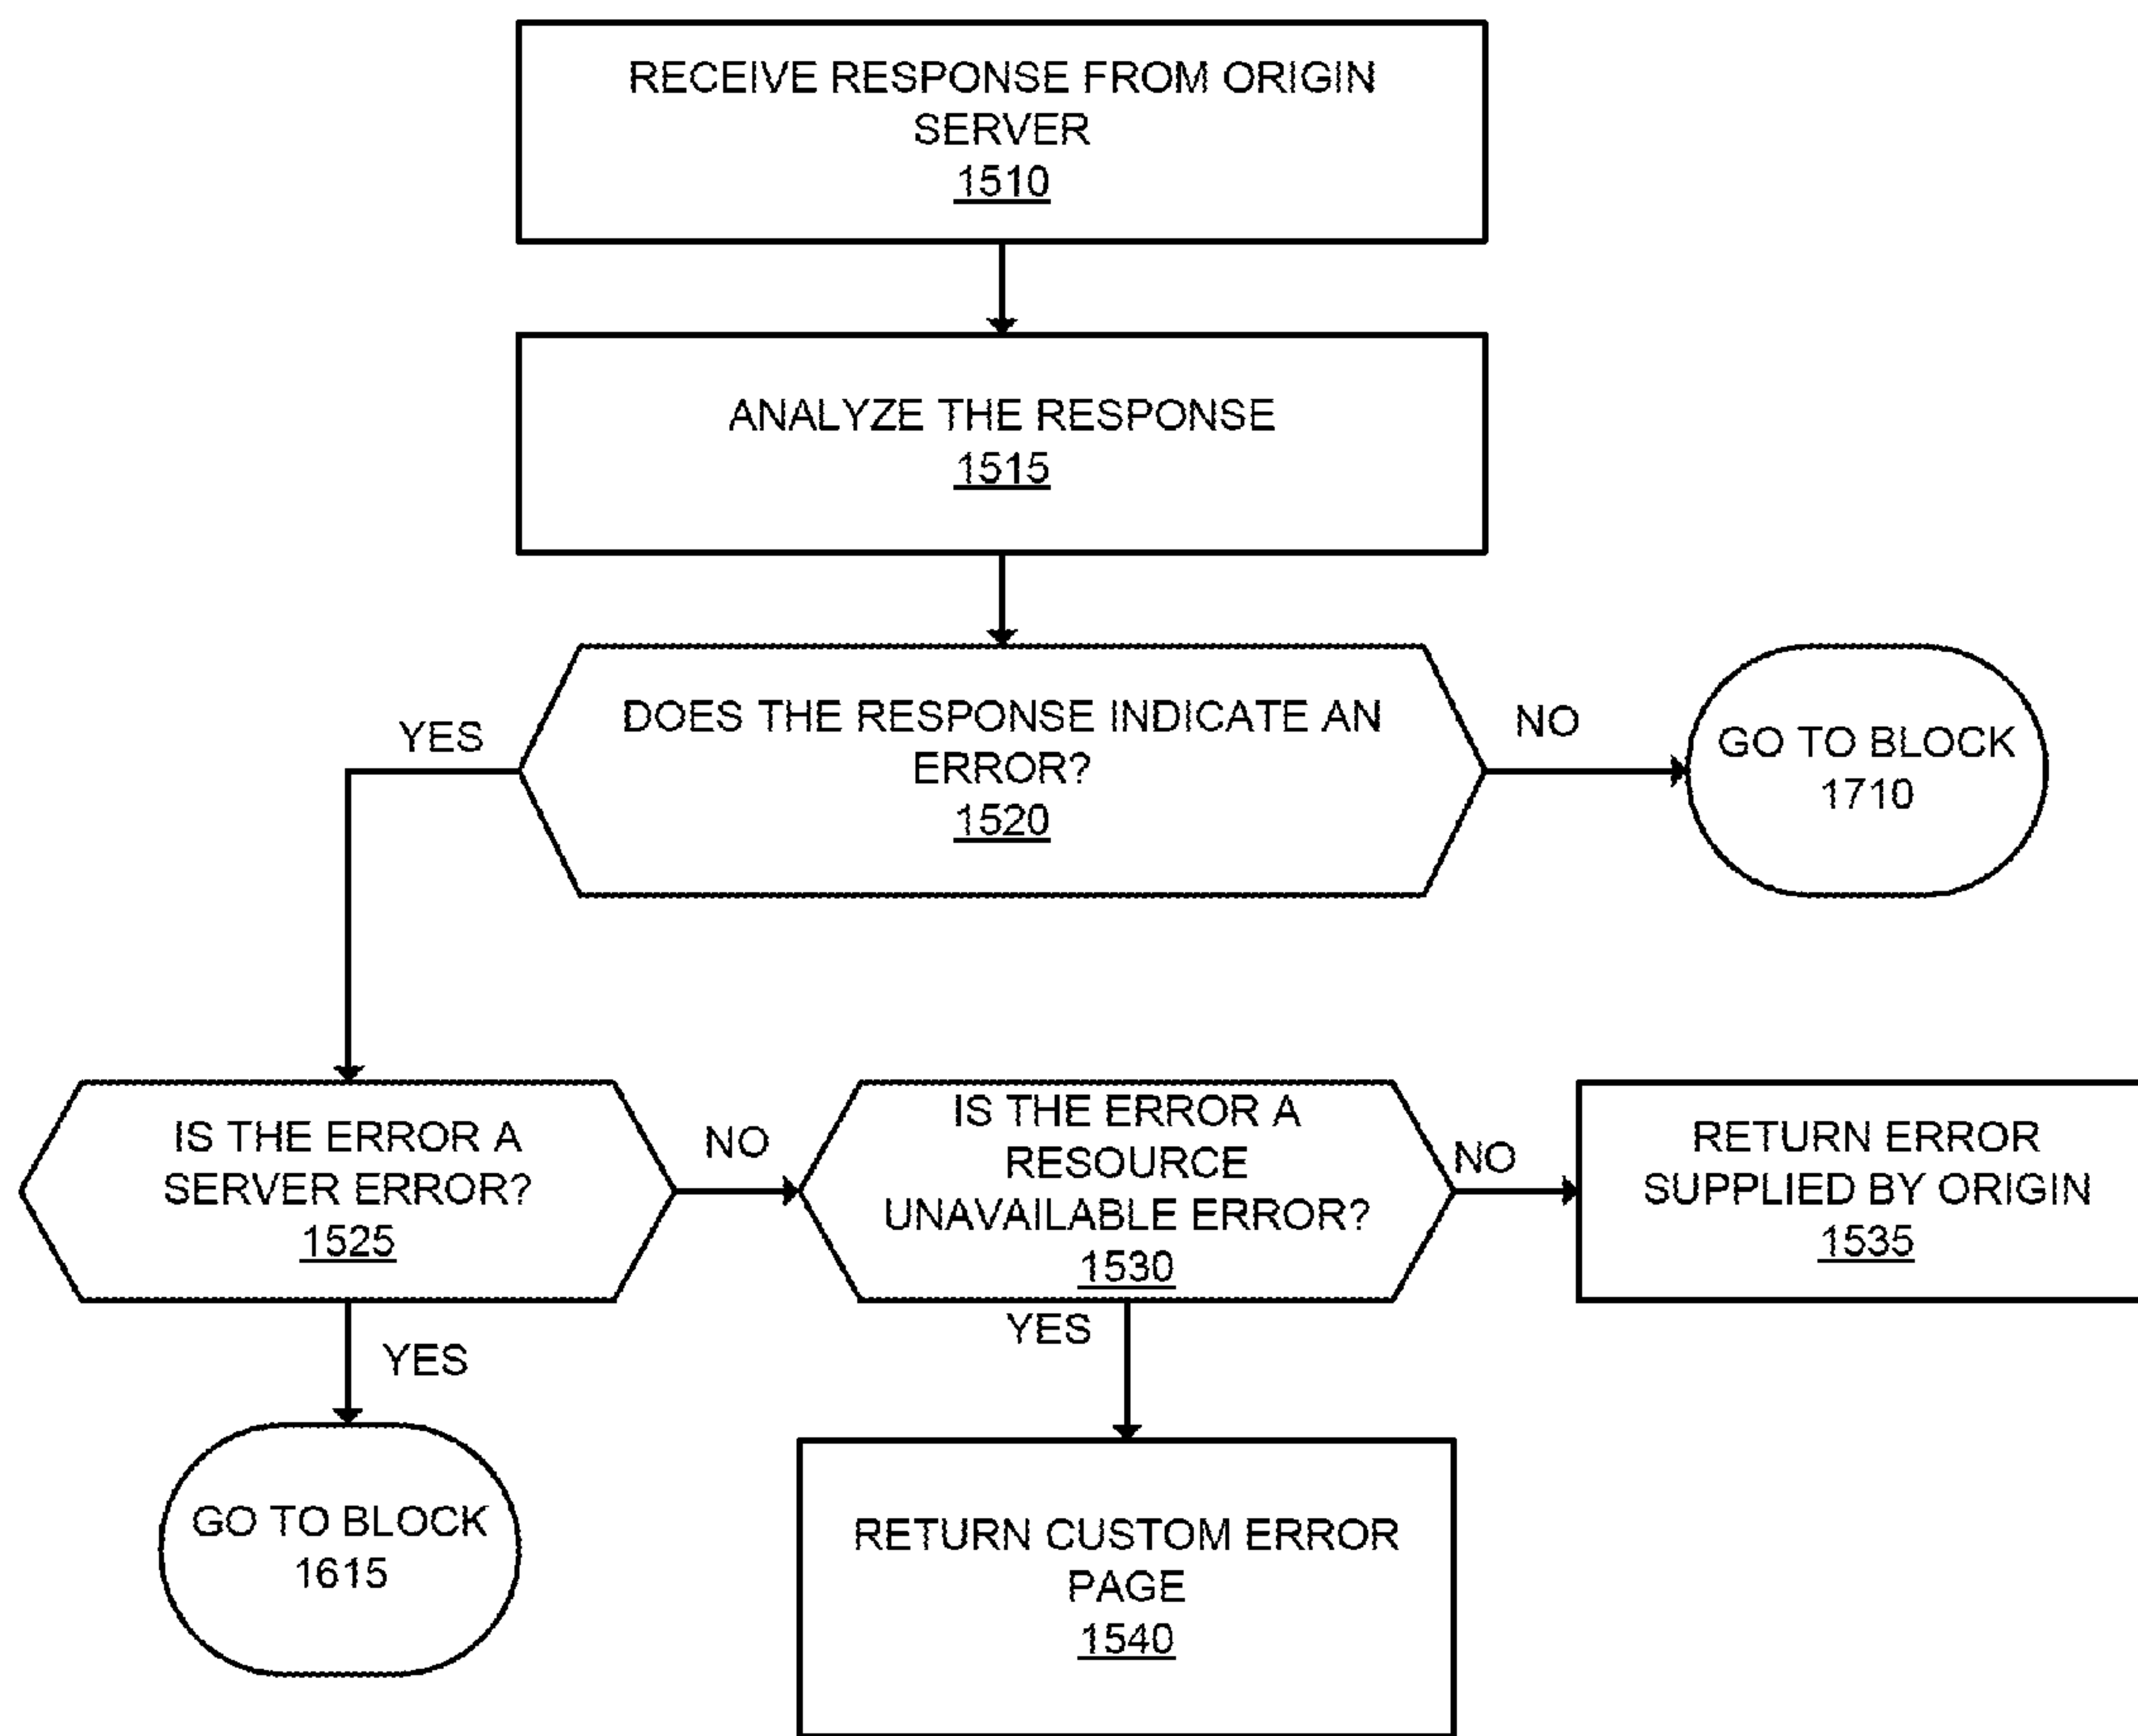 RECEIVE RESPONSE FROM ORIGIN
SERVER
1510
ANALYZE THE RESPONSE
1515
DOES THE RESPONSE INDICATE AN
ERROR?
1520
YES
NO
GO TO BLOCK
1710
IS THE ERROR A
SERVER ERROR?
1525
NO
IS THE ERROR A
RESOURCE
UNAVAILABLE ERROR?
1530
NO
RETURN ERROR
SUPPLIED BY ORIGIN
1535
YES
YES
GO TO BLOCK
1615
RETURN CUSTOM ERROR
PAGE
1540